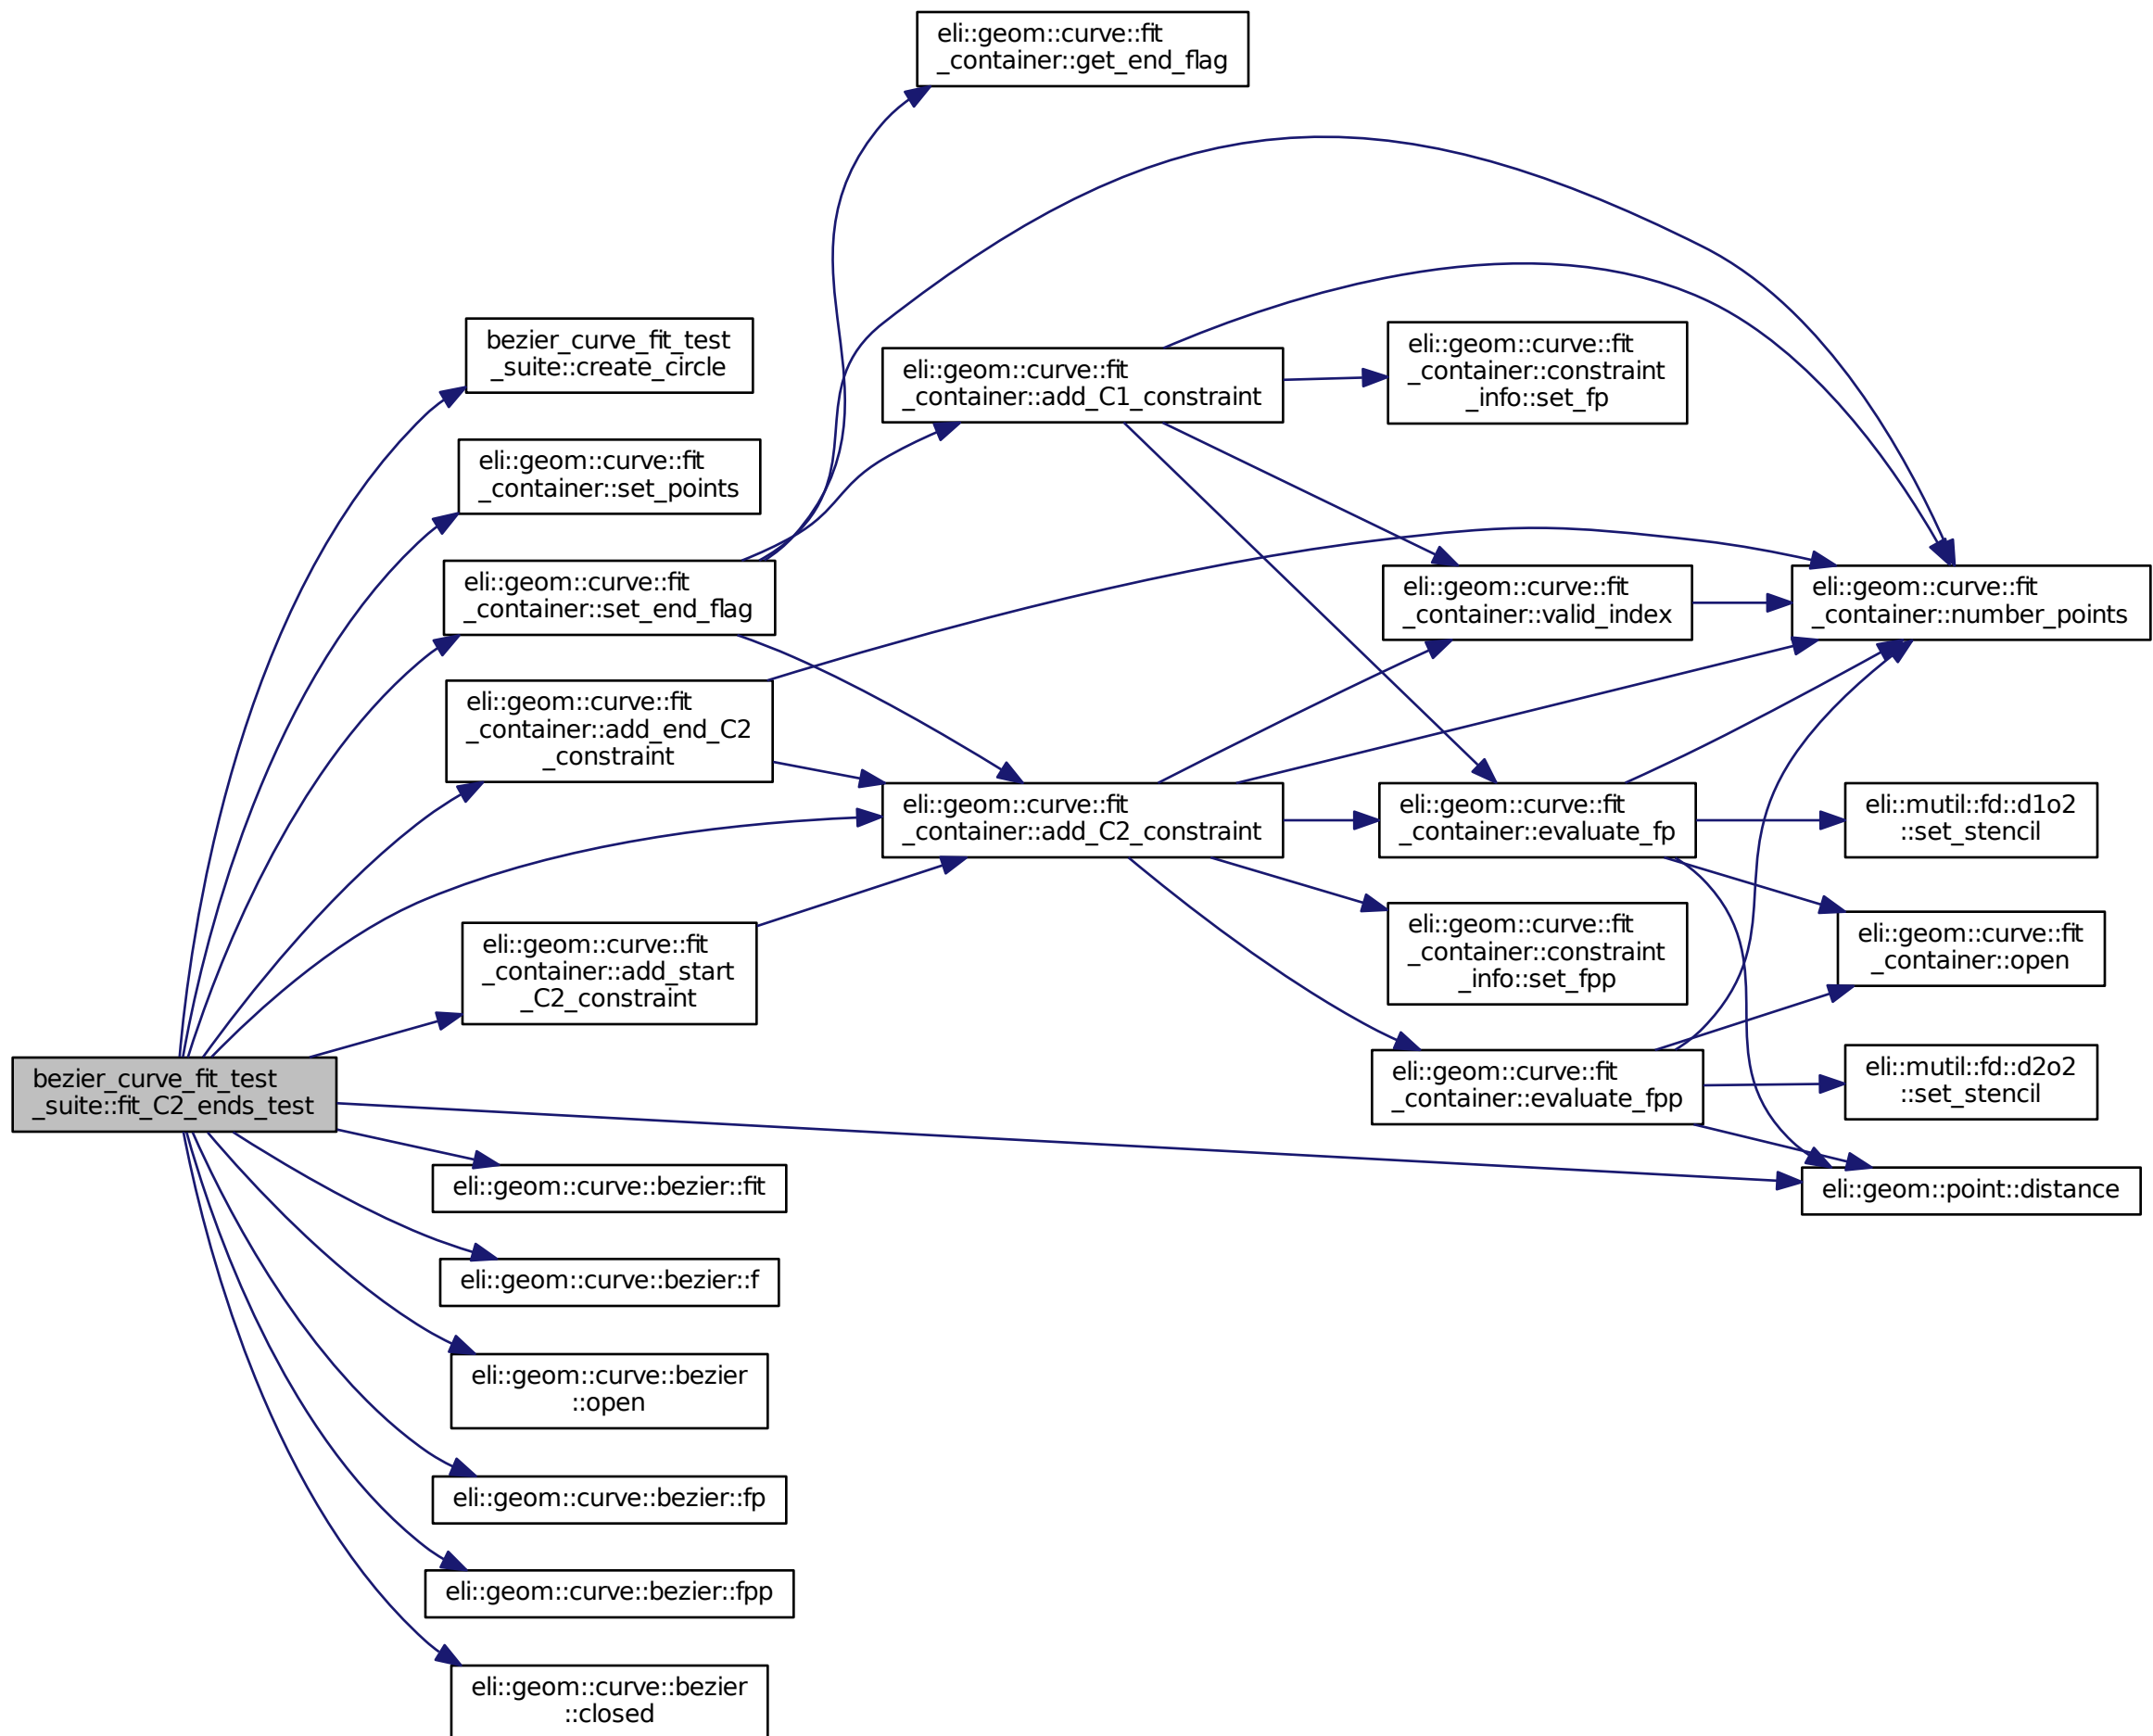 eli::geom::curve::fit
_container::get_end_flag
bezier_curve_fit_test
_suite::create_circle
eli::geom::curve::fit
_container::add_C1_constraint
eli::geom::curve::fit
_container::constraint
_info::set_fp
eli::geom::curve::fit
_container::set_points
eli::geom::curve::fit
_container::set_end_flag
eli::geom::curve::fit
_container::valid_index
eli::geom::curve::fit
_container::number_points
eli::geom::curve::fit
_container::add_end_C2
_constraint
eli::geom::curve::fit
_container::add_C2_constraint
eli::geom::curve::fit
_container::evaluate_fp
eli::mutil::fd::d1o2
::set_stencil
eli::geom::curve::fit
_container::add_start
_C2_constraint
eli::geom::curve::fit
_container::constraint
_info::set_fpp
eli::geom::curve::fit
_container::open
bezier_curve_fit_test
_suite::fit_C2_ends_test
eli::geom::curve::fit
_container::evaluate_fpp
eli::mutil::fd::d2o2
::set_stencil
eli::geom::curve::bezier::fit
eli::geom::point::distance
eli::geom::curve::bezier::f
eli::geom::curve::bezier
::open
eli::geom::curve::bezier::fp
eli::geom::curve::bezier::fpp
eli::geom::curve::bezier
::closed